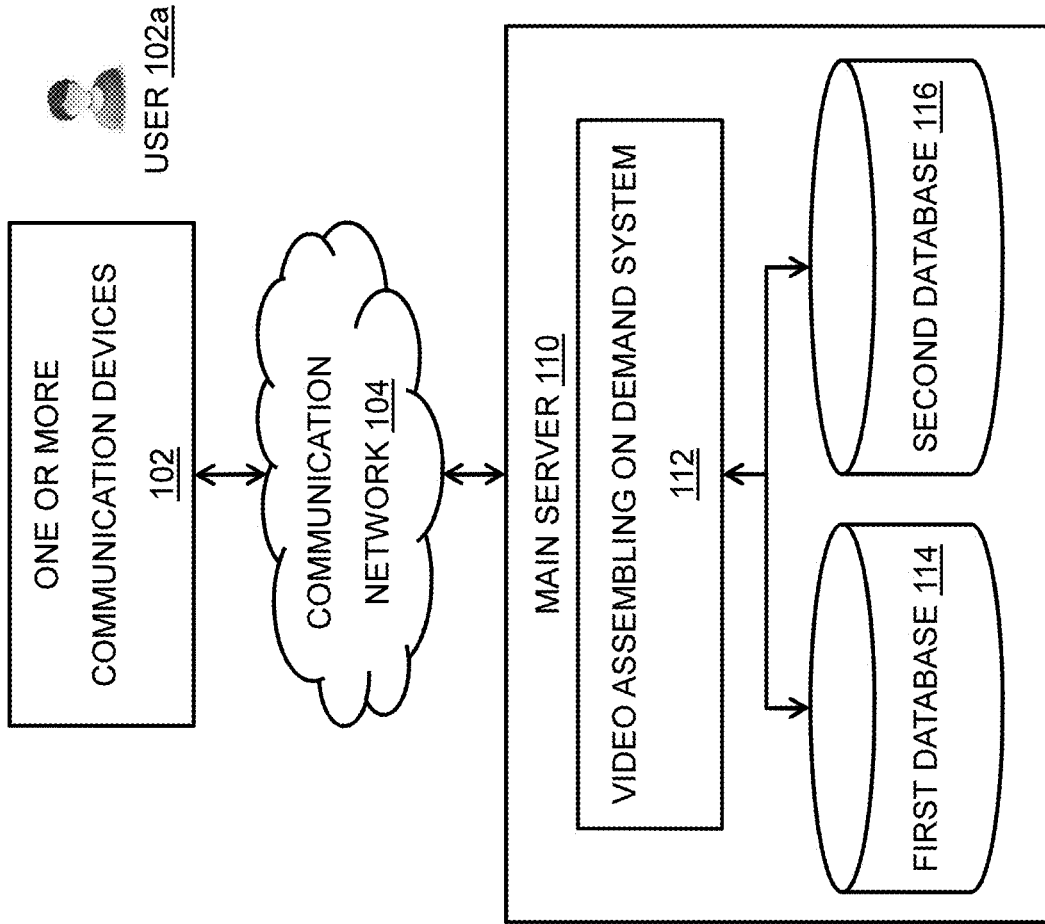 USER 102a
ONE OR MORE
COMMUNICATION DEVICES
102
COMMUNICATION
NETWORK 104
MAIN SERVER 110
VIDEO ASSEMBLING ON DEMAND SYSTEM
112
FIRST DATABASE 114
SECOND DATABASE 116